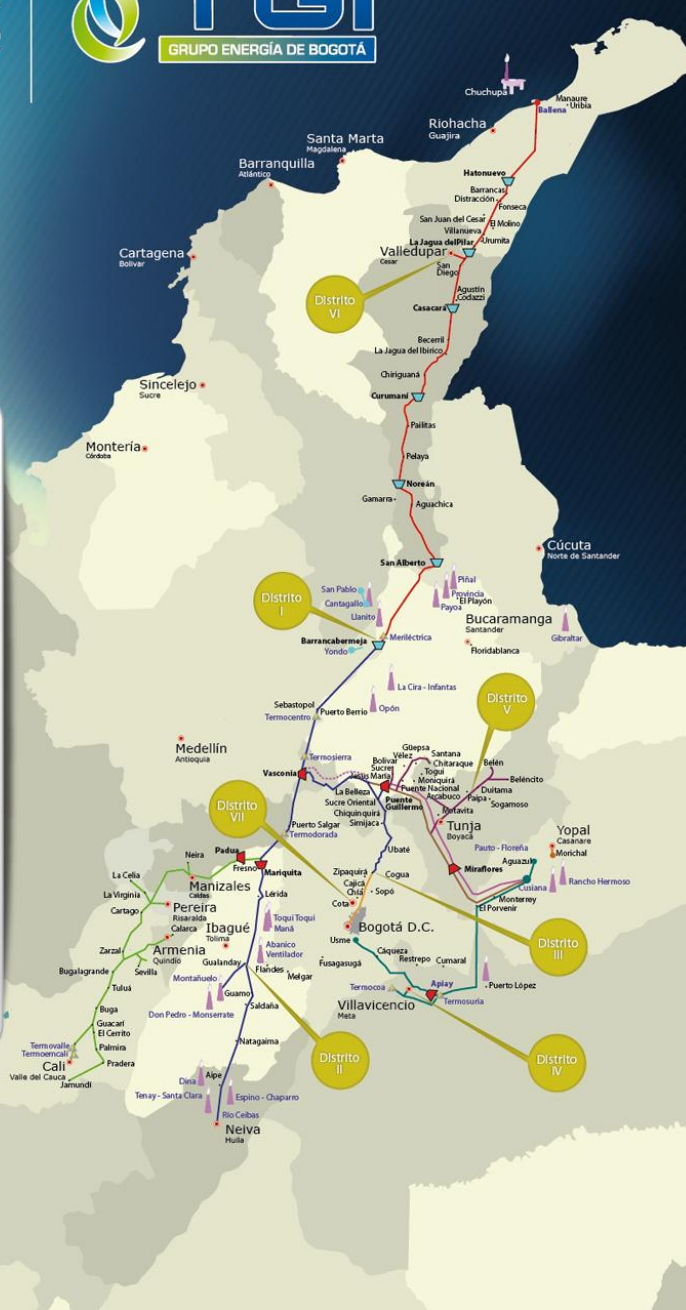 TGI
GRUPO ENERGÍA DE BOGOTÁ
Chuchupa
Manaure
Uribia
Ballena
Riohacha
Guajira
Santa Marta
Magdalena
Barranquilla
Atlántico
Hatonuevo
Barrancas
Distracción
Fonseca
San Juan del Cesar
El Molino
Villanueva
La Jagua delPilar
Urumita
Cartagena
Bolivar
Valledupar
Cesar
San
Diego
Distrito
VI
Agustín
Codazzi
Casacará
Becerril
La Jagua del Ibirico
Chiriguaná
Sincelejo
Sucre
Curumaní
Pailitas
Montería
Córdoba
Pelaya
Noreán
Gamarra
Aguachica
Cúcuta
Norte de Santander
San Alberto
Distrito
I
San Pablo
Cantagallo
Llanito
Piñal
Provincia
El Playón
Payoa
Bucaramanga
Santander
Gibraltar
Barrancabermeja
Meriléctrica
Yondo
Floridablanca
La Cira - Infantas
Distrito
V
Sebastopol
Puerto Berrio
Termocentro
Opón
Medellín
Antioquia
Termosierra
Vasconia
Güepsa
Vélez
Santana
Bolivar
Chitaraque
Sucre
Togui
Jesús María
Moniquirá
Belén
Beléncito
La Belleza
Puente Nacional
Duitama
Sucre Oriental
Puente
Guillermo
Arcabuco
Paipa
Sogamoso
Chiquinquirá
Motavita
Simijaca
Tunja
Boyacá
Distrito
VII
Puerto Salgar
Termodorada
Yopal
Casanare
Morichal
Pauto - Floreña
Aguazul
Ubaté
Padua
Neira
Fresno
Mariquita
Miraflores
La Celia
Manizales
Caldas
Zipaquirá
Cogua
Cusiana
Rancho Hermoso
La Virginia
Cajicá
Chiá
Sopó
Monterrey
Cartago
Pereira
Risaralda
Lérida
Cota
El Porvenir
Calarca
Ibagué
Tolima
Toqui Toqui
Maná
Bogotá D.C.
Armenia
Quindío
Usme
Zarzal
Abanico
Ventilador
Cáqueza
Distrito
III
Gualanday
Fusagasugá
Restrepo
Cumaral
Bugalagrande
Sevilla
Flandes
Melgar
Montañuelo
Tuluá
Guamo
Termocoa
Apiay
Puerto López
Saldaña
Villavicencio
Meta
Termosuria
Buga
Don Pedro - Monserrate
Guacarí
El Cerrito
Natagaima
Termovalle
Termoemcali
Palmira
Distrito
II
Distrito
IV
Cali
Valle del Cauca
Pradera
Jamundí
Dina
Aipe
Tenay - Santa Clara
Espino - Chaparro
Río Ceibas
Neiva
Huila